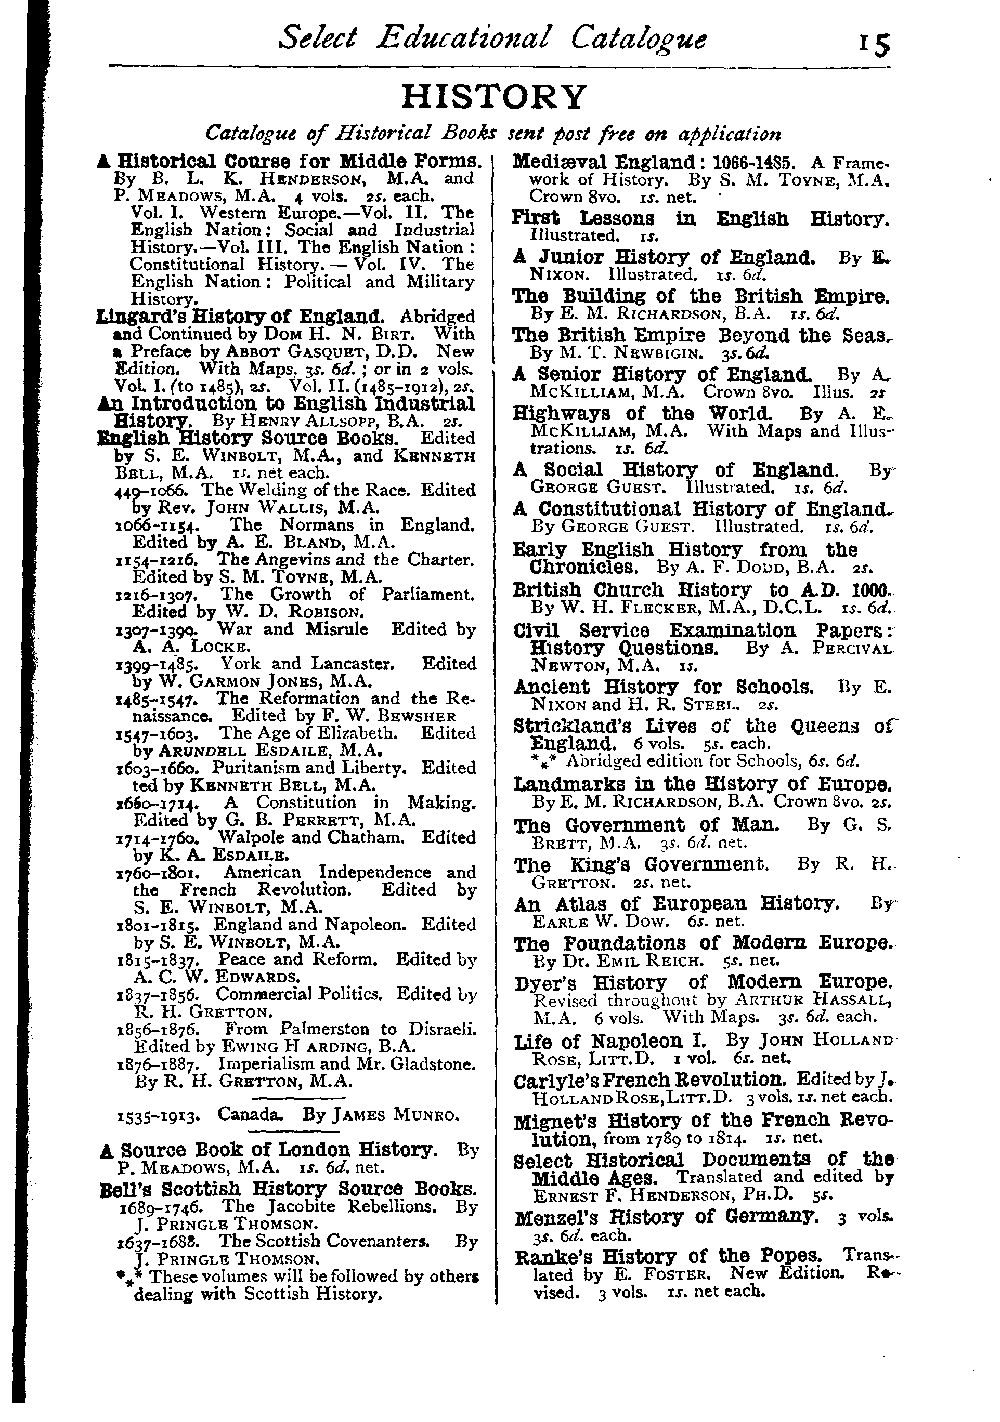 Select Educational Catalogue 15
HISTORY
Catalogue of Historical Books sent post free on application
A Historical Course for Middle Forms.
By B. L. K. HENDERSON, M.A. and
P. MEADOWS, M.A. 4 vols. 2s. each.
Vol. I. Western Europe.—Vol. II. The
English Nation; Social and Industrial
History.—Vol. III. The English Nation:
Constitutional History. — Vol. IV. The
English Nation: Political and Military
History.
Lingard's History of England. Abridged
and Continued by DOM H. N. BIRT. With
a Preface by ABBOT GASQUET, D.D. New
Edition. With Maps. 3s. 6d.; or in 2 vols.
Vol. I. (to 1485), 2s. Vol. II. (1485-1912), 2s.
An Introduction to English Industrial
History. By HENRY ALLSOPP, B.A. 2s.
English History Source Books. Edited
by S. E. WINBOLT, M.A., and KENNETH
BELL, M.A. 1s. net each.
449-1066. The Welding of the Race. Edited
by Rev. JOHN WALLIS, M.A.
1066-1154. The Normans in England.
Edited by A. E. BLAND, M.A.
1154-1216. The Angevins and the Charter.
Edited by S. M. TOYNE, M.A.
1216-1307. The Growth of Parliament.
Edited by W. D. ROBISON.
1307-1399. War and Misrule Edited by
A. A. LOCKE.
1399-1485. York and Lancaster. Edited
by W. GARMON JONES, M.A.
1485-1547. The Reformation and the Re-
naissance. Edited by F. W. BEWSHER
1547-1603. The Age of Elizabeth. Edited
by ARUNDELL ESDAILE, M.A.
1603-1660. Puritanism and Liberty. Edited
ted by KENNETH BELL, M.A.
1660-1714. A Constitution in Making.
Edited by G. B. PERRETT, M.A.
1714-1760. Walpole and Chatham. Edited
by K. A. ESDAILE.
1760-1801. American Independence and
the French Revolution. Edited by
S. E. WINBOLT, M.A.
1801-1815. England and Napoleon. Edited
by S. E. WINBOLT, M.A.
1815-1837. Peace and Reform. Edited by
A. C. W. EDWARDS.
1837-1856. Commercial Politics. Edited by
R. H. GRETTON.
1856-1876. From Palmerston to Disraeli.
Edited by EWING HARDING, B.A.
1876-1887. Imperialism and Mr. Gladstone.
By R. H. GRETTON, M.A.
1535-1913. Canada. By JAMES MUNRO.
A Source Book of London History. By
P. MEADOWS, M.A. 1s. 6d. net.
Bell's Scottish History Source Books.
1689-1746. The Jacobite Rebellions. By
J. PRINGLE THOMSON.
1637-1688. The Scottish Covenanters. By
J. PRINGLE THOMSON.
*** These volumes will be followed by others
dealing with Scottish History.
Mediæval England: 1066-1485. A Frame-
work of History. By S. M. TOYNE, M.A.
Crown 8vo. 1s. net.
First Lessons in English History.
Illustrated. 1s.
A Junior History of England. By E.
NIXON. Illustrated. 1s. 6d.
The Building of the British Empire.
By E. M. RICHARDSON, B.A. 1s. 6d.
The British Empire Beyond the Seas.
By M. T. NEWBIGIN. 3s. 6d.
A Senior History of England. By A.
MCKILLIAM, M.A. Crown 8vo. Illus. 2s
Highways of the World. By A. E.
MCKILLIAM, M.A. With Maps and Illus-
trations. 1s. 6d.
A Social History of England. By
GEORGE GUEST. Illustrated. 1s. 6d.
A Constitutional History of England.
By GEORGE GUEST. Illustrated. 1s. 6d.
Early English History from the
Chronicles. By A. F. DODD, B.A. 2s.
British Church History to A.D. 1000.
By W. H. FLECKER, M.A., D.C.L. 1s. 6d.
Civil Service Examination Papers:
History Questions. By A. PERCIVAL
NEWTON, M.A. 1s.
Ancient History for Schools. By E.
NIXON and H. R. STEEL. 2s.
Strickland's Lives of the Queens of
England. 6 vols. 5s. each.
*** Abridged edition for Schools, 6s. 6d.
Landmarks in the History of Europe.
By E. M. RICHARDSON, B.A. Crown 8vo. 2s.
The Government of Man. By G. S.
BRETT, M.A. 3s. 6d. net.
The King's Government. By R. H.
GRETTON. 2s. net.
An Atlas of European History. By
EARLE W. DOW. 6s. net.
The Foundations of Modern Europe.
By Dr. EMIL REICH. 5s. net.
Dyer's History of Modern Europe.
Revised throughout by ARTHUR HASSALL,
M.A. 6 vols. With Maps. 3s. 6d. each.
Life of Napoleon I. By JOHN HOLLAND
ROSE, LITT.D. 1 vol. 6s. net.
Carlyle's French Revolution. Edited by J.
HOLLAND ROSE, LITT.D. 3 vols. 1s. net each.
Mignet's History of the French Revo-
lution, from 1789 to 1814. 1s. net.
Select Historical Documents of the
Middle Ages. Translated and edited by
ERNEST F. HENDERSON, PH.D. 5s.
Menzel's History of Germany. 3 vols.
3s. 6d. each.
Ranke's History of the Popes. Trans-
lated by E. FOSTER. New Edition. Re-
vised. 3 vols. 1s. net each.